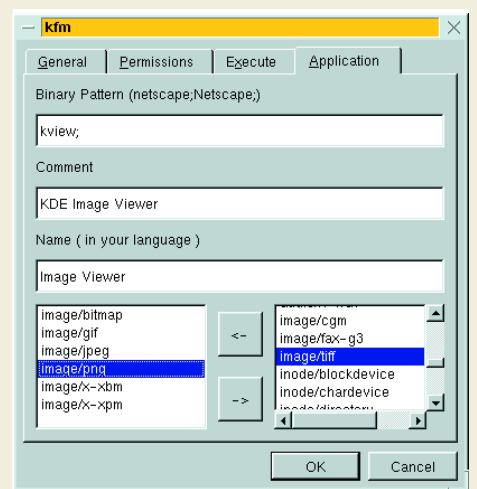 kfm
General Permissions Execute Application
Binary Pattern (netscape;Netscape;)
kview;
Comment
KDE Image Viewer
Name ( in your language )
Image Viewer
image/bitmap
image/gif
image/jpeg
image/png
image/x-xbm
image/x-xpm
<-
->
image/cgm
image/fax-g3
image/tiff
inode/blockdevice
inode/chardevice
inode/directory
OK Cancel